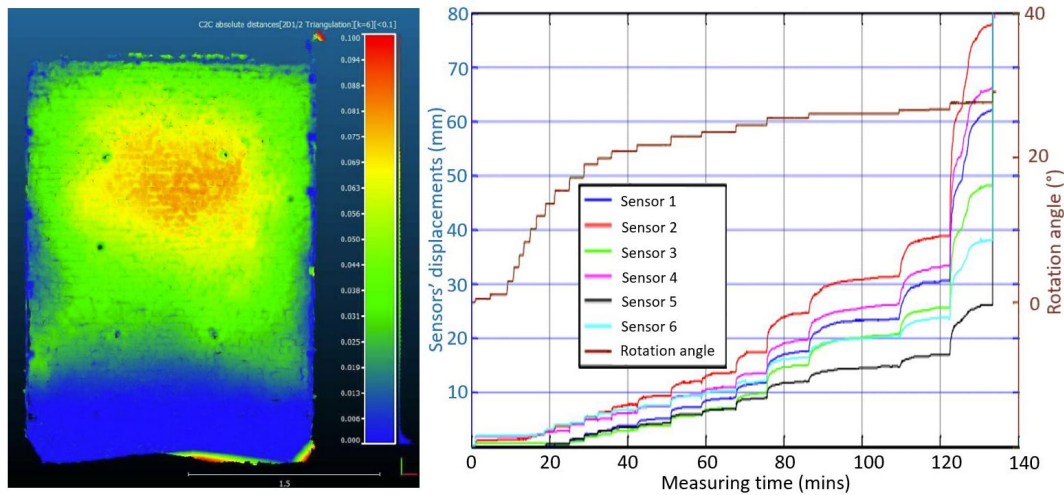 C2C absolute distances[2D1/2 Triangulation][k=6][<0.1]
0.100
0.094
0.088
0.081
0.075
0.069
0.063
0.056
0.050
0.044
0.038
0.031
0.025
0.019
0.013
0.006
0.000
1.5
Sensors' displacements (mm)
80
70
60
50
40
30
20
10
Sensor 1
Sensor 2
Sensor 3
Sensor 4
Sensor 5
Sensor 6
Rotation angle
0 20 40 60 80 100 120 140
Measuring time (mins)
40
20
0
Rotation angle (°)